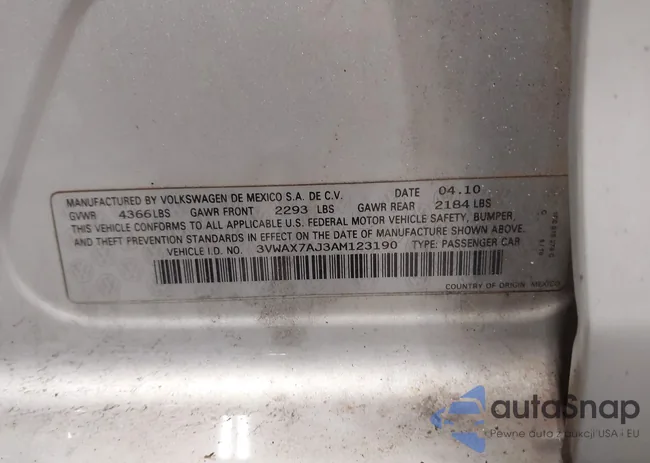 MANUFACTURED BY VOLKSWAGEN DE MEXICO S.A. DE C.V. DATE 04.10
GVWR 4366LBS GAWR FRONT 2293 LBS GAWR REAR 2184 LBS
THIS VEHICLE CONFORMS TO ALL APPLICABLE U.S. FEDERAL MOTOR VEHICLE SAFETY, BUMPER,
AND THEFT PREVENTION STANDARDS IN EFFECT ON THE DATE OF MANUFACTURE SHOWN ABOVE.
VEHICLE I.D. NO. 3VWAX7AJ3AM123190 TYPE: PASSENGER CAR
COUNTRY OF ORIGIN MEXICO
autoSnap
Pewne auta z aukcji USA i EU